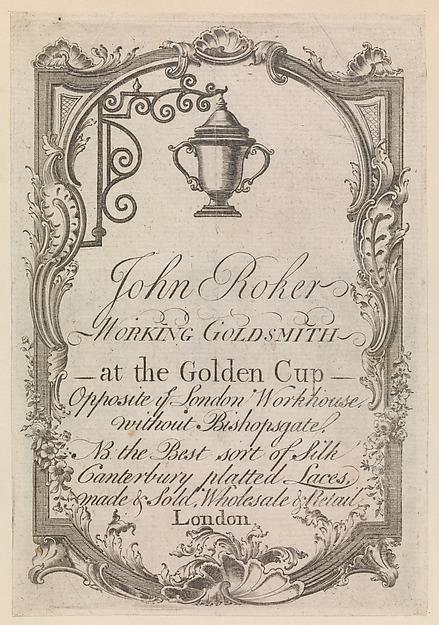 John Roker
WORKING GOLDSMITH
— at the Golden Cup —
Opposite yᵉ London Workhouse,
without Bishopsgate.
NB the Best sort of Silk
Canterbury platted Laces,
made & Sold, Wholesale & Retail
London